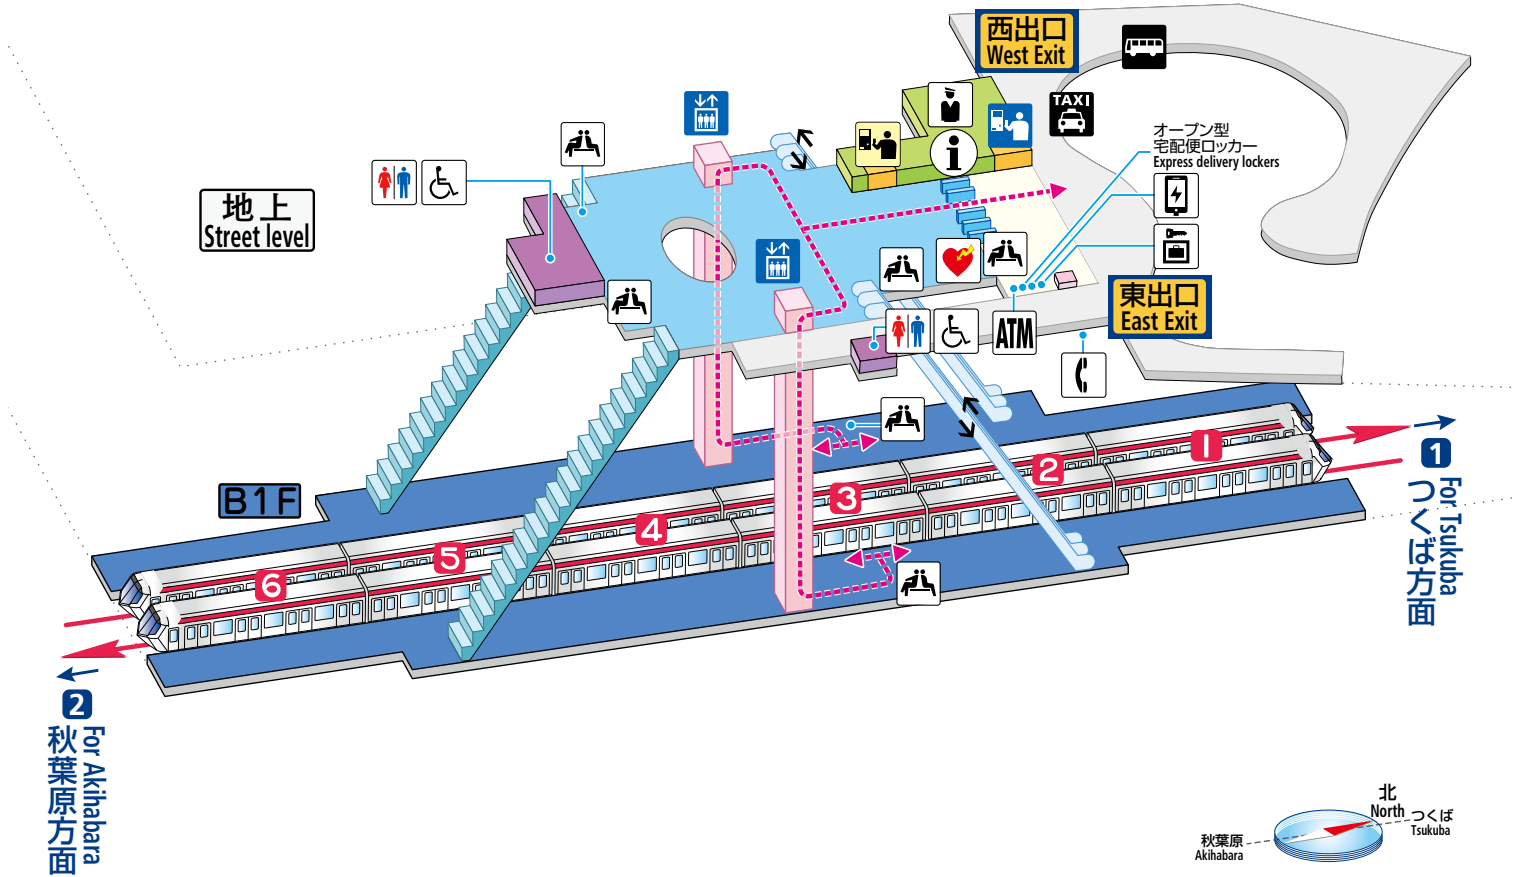 西出口
West Exit
TAXI
オープン型
宅配便ロッカー
Express delivery lockers
地上
Street level
i
東出口
East Exit
ATM
B1F
1
2
3
4
5
6
1
For Tsukuba
つくば方面
2
For Akihabara
秋葉原方面
北
North
つくば
Tsukuba
秋葉原
Akihabara